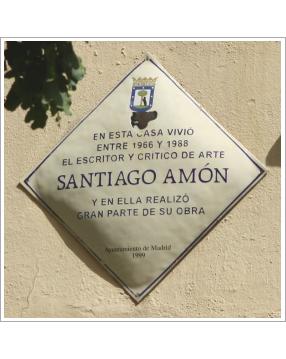 EN ESTA CASA VIVIÓ
ENTRE 1966 Y 1988
EL ESCRITOR Y CRITICO DE ARTE
SANTIAGO AMÓN
Y EN ELLA REALIZÓ
GRAN PARTE DE SU OBRA
Ayuntamiento de Madrid
1999